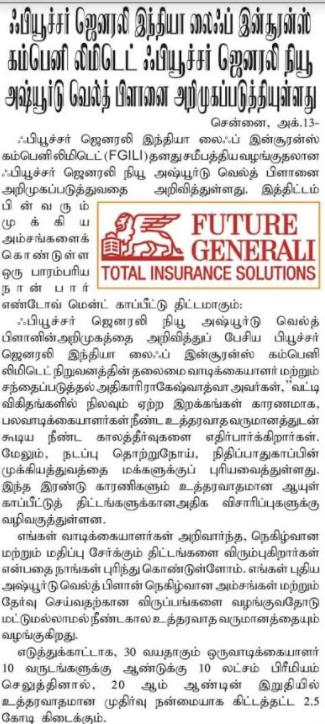 ஃபியூச்சர் ஜெனரலி இந்தியா லைஃப் இன்சூரன்ஸ்
கம்பெனி லிமிடெட் ஃபியூச்சர் ஜெனரலி நியூ
அஷ்யூர்டு வெல்த் பிளானை அறிமுகப்படுத்தியுள்ளது
சென்னை, அக்.13-
ஃபியூச்சர் ஜெனரலி இந்தியா லைஃப் இன்சூரன்ஸ்
கம்பெனிலிமிடெட் (FGILI) தனது சமீபத்திய வழங்குதலான
ஃபியூச்சர் ஜெனரலி நியூ அஷ்யூர்டு வெல்த் பிளானை
அறிமுகப்படுத்துவதை அறிவித்துள்ளது. இத்திட்டம்
பின்வரும்
முக்கிய
அம்சங்களைக்
கொண்டுள்ள
ஒரு பாரம்பரிய
நான் பார்
FUTURE
GENERALI
TOTAL INSURANCE SOLUTIONS
எண்டோவ் மென்ட் காப்பீட்டு திட்டமாகும்:
ஃபியூச்சர் ஜெனரலி நியூ அஷ்யூர்டு வெல்த்
பிளானின்அறிமுகத்தை அறிவித்துப் பேசிய பியூச்சர்
ஜெனரலி இந்தியா லைஃப் இன்சூரன்ஸ் கம்பெனி
லிமிடெட் நிறுவனத்தின் தலைமை வாடிக்கையாளர் மற்றும்
சந்தைப்படுத்தல் அதிகாரி ராகேஷ்வாத்வா அவர்கள், "வட்டி
விகிதங்களில் நிலவும் ஏற்ற இறக்கங்கள் காரணமாக,
பலவாடிக்கையாளர்கள் நீண்ட உத்தரவாத வருமானத்துடன்
கூடிய நீண்ட காலத்தீர்வுகளை எதிர்பார்க்கிறார்கள்.
மேலும், நடப்பு தொற்றுநோய், நிதிப்பாதுகாப்பின்
முக்கியத்துவத்தை மக்களுக்குப் புரியவைத்துள்ளது.
இந்த இரண்டு காரணிகளும் உத்தரவாதமான ஆயுள்
காப்பீட்டுத் திட்டங்களுக்கானஅதிக விசாரிப்புகளுக்கு
வழிவகுத்துள்ளன.
எங்கள் வாடிக்கையாளர்கள் அறிவார்ந்த, நெகிழ்வான
மற்றும் மதிப்பு சேர்க்கும் திட்டங்களை விரும்புகிறார்கள்
என்பதை நாங்கள் புரிந்து கொண்டுள்ளோம். எங்கள் புதிய
அஷ்யூர்டு வெல்த் பிளான் நெகிழ்வான அம்சங்கள் மற்றும்
தேர்வு செய்வதற்கான விருப்பங்களை வழங்குவதோடு
மட்டுமல்லாமல் நீண்டகால உத்தரவாத வருமானத்தையும்
வழங்குகிறது.
எடுத்துக்காட்டாக, 30 வயதாகும் ஒருவாடிக்கையாளர்
10 வருடங்களுக்கு ஆண்டுக்கு 10 லட்சம் பிரீமியம்
செலுத்தினால், 20 ஆம் ஆண்டின் இறுதியில்
உத்தரவாதமான முதிர்வு நன்மையாக கிட்டத்தட்ட 2.5
கோடி கிடைக்கும்.